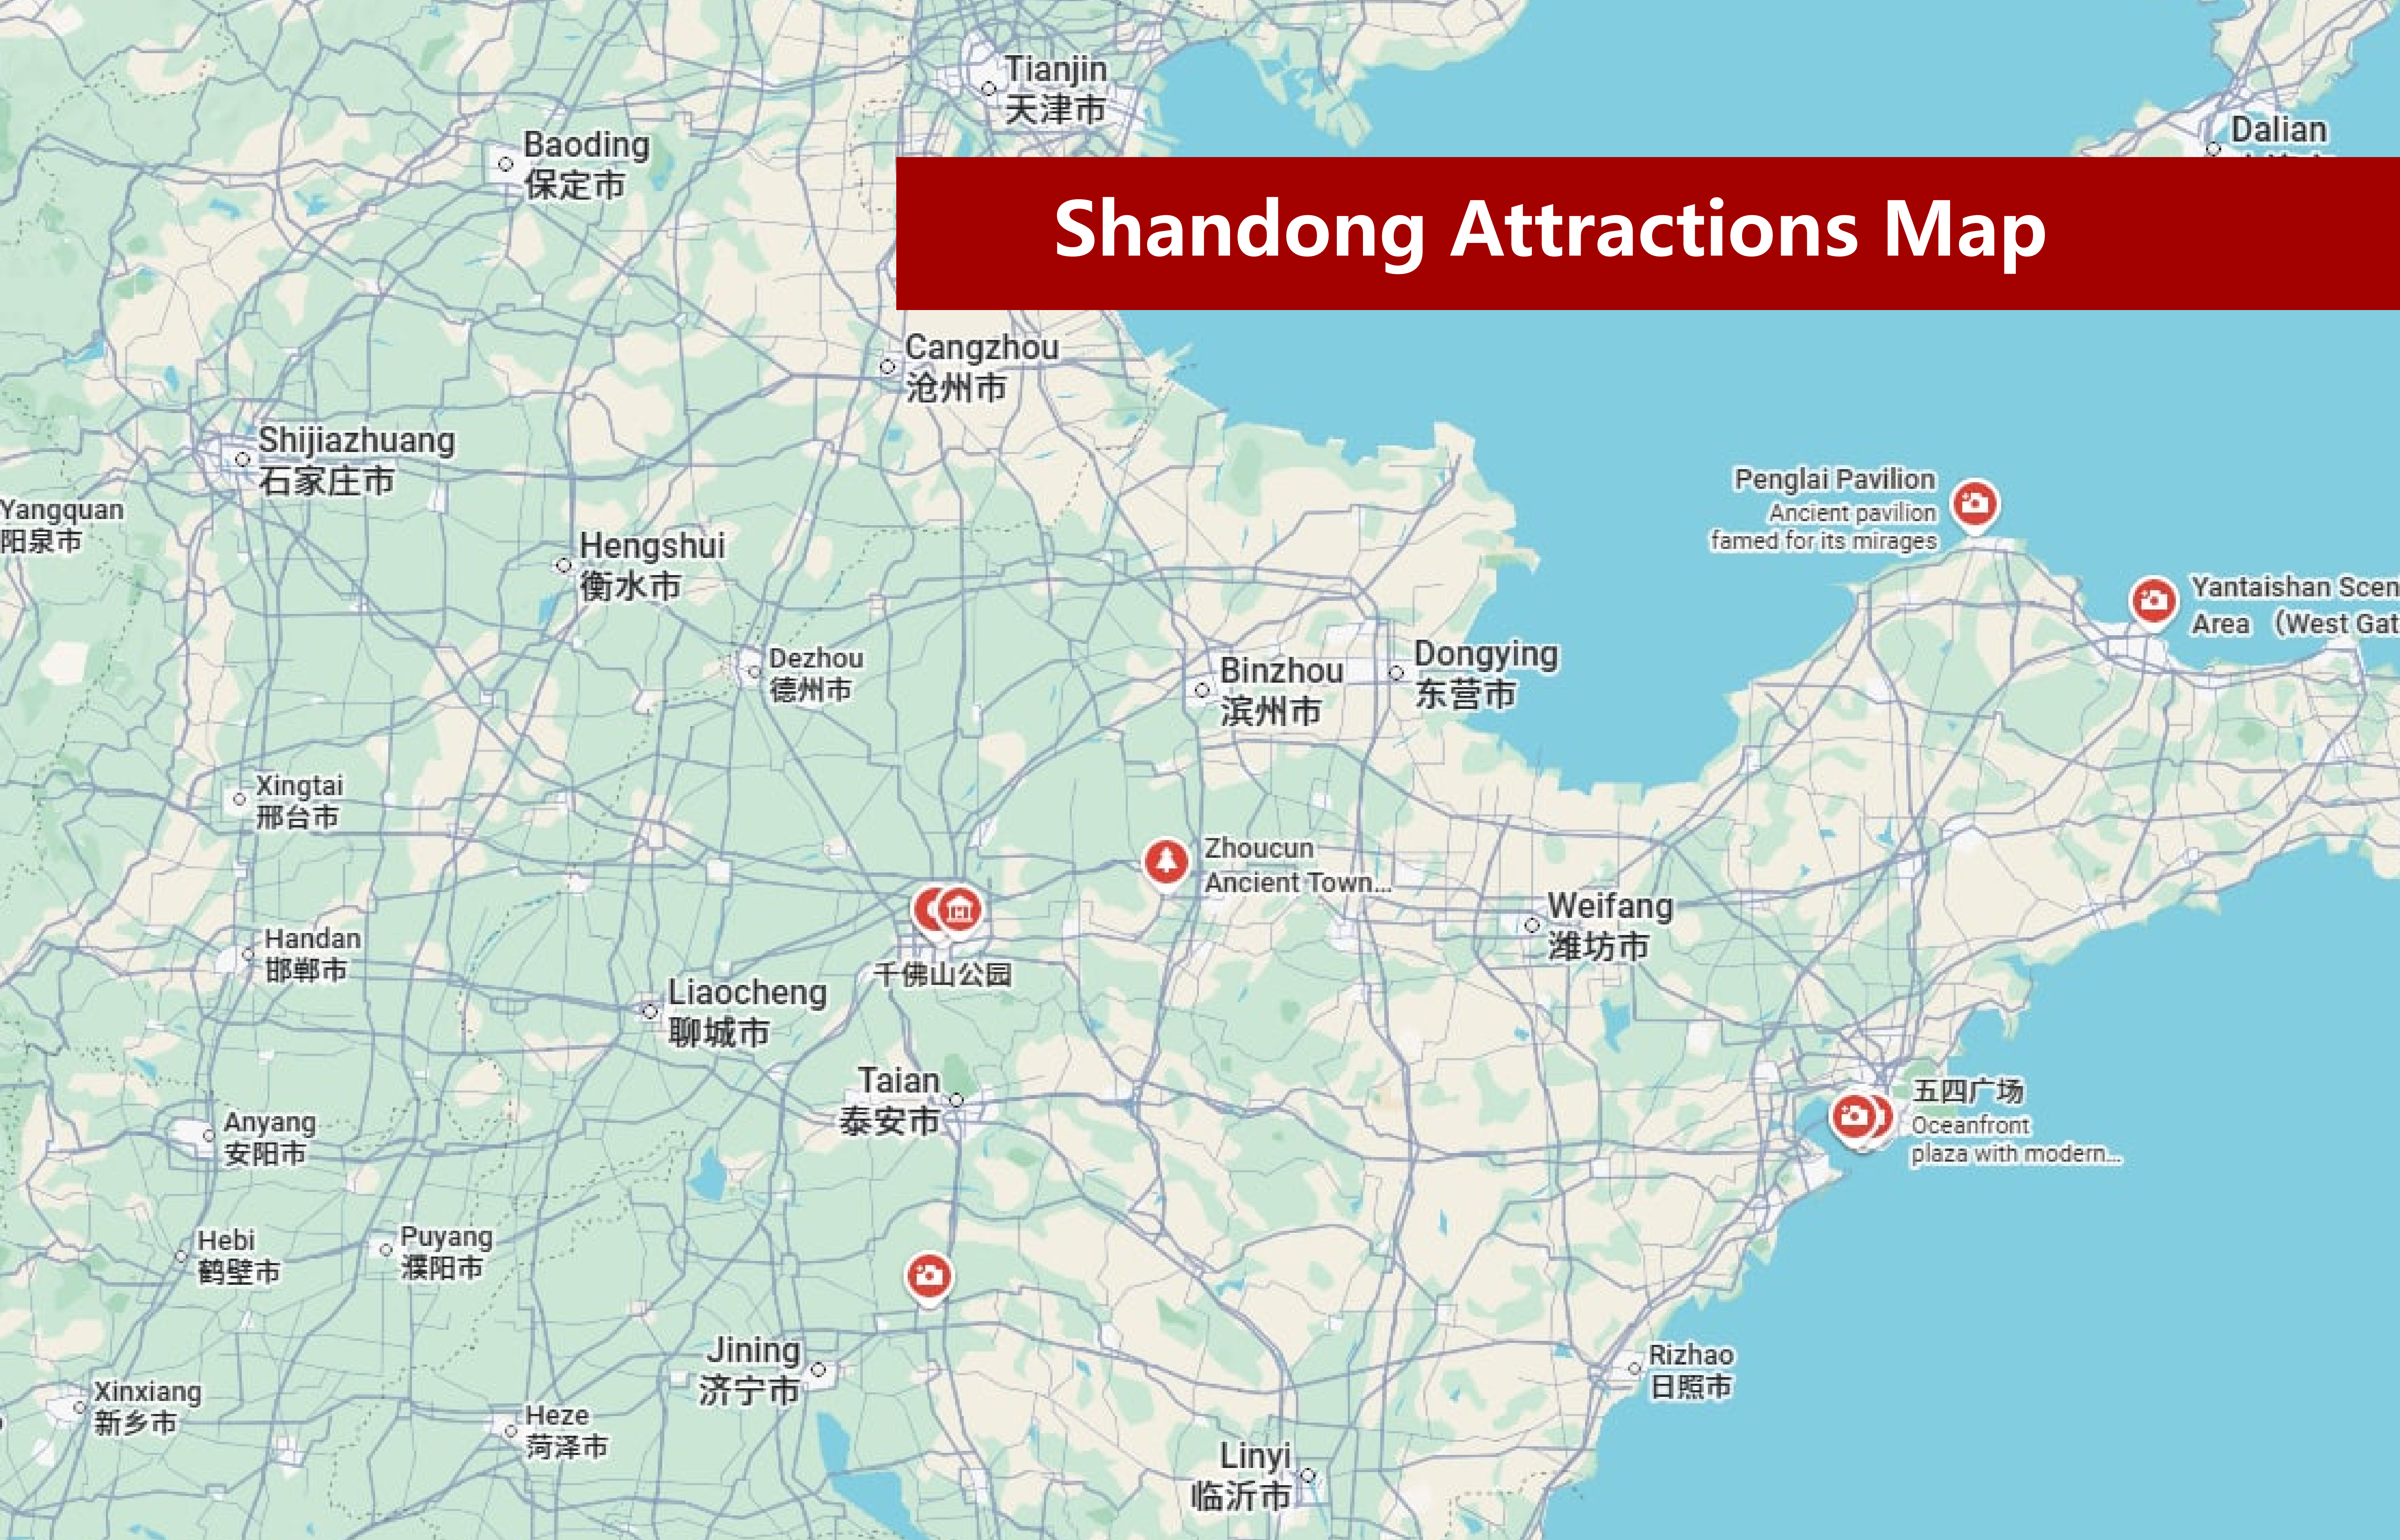 Tianjin
天津市
Dalian
Baoding
保定市
Shandong Attractions Map
Cangzhou
沧州市
Shijiazhuang
石家庄市
Yangquan
阳泉市
Penglai Pavilion
Ancient pavilion
famed for its mirages
Hengshui
衡水市
Yantaishan Scen
Area （West Gat
Dezhou
德州市
Binzhou
滨州市
Dongying
东营市
Xingtai
邢台市
Zhoucun
Ancient Town...
Handan
邯郸市
千佛山公园
Weifang
潍坊市
Liaocheng
聊城市
Taian
泰安市
五四广场
Oceanfront
plaza with modern...
Anyang
安阳市
Hebi
鹤壁市
Puyang
濮阳市
Jining
济宁市
Rizhao
日照市
Xinxiang
新乡市
Heze
菏泽市
Linyi
临沂市